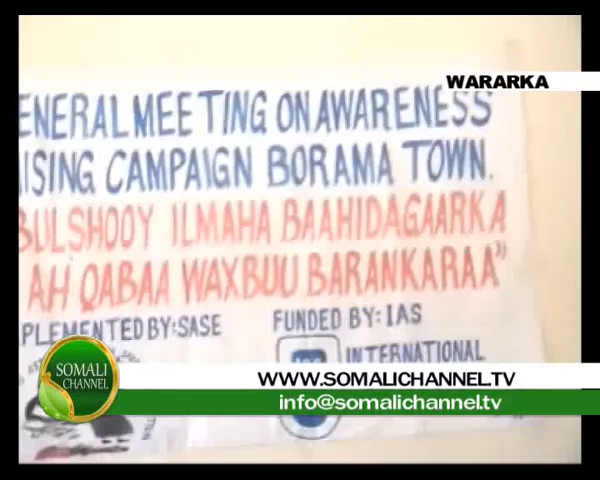 WARARKA
ENERAL MEETING ON AWARENESS
ISING CAMPAIGN BORAMA TOWN.
BULSHOOY ILMAHA BAAHIDAGAARKA
AH QABAA WAXBUU BARANKARAA"
PLEMENTED BY: SASE
FUNDED BY: IAS
INTERNATIONAL
SOMALI
CHANNEL
WWW.SOMALICHANNEL.TV
info@somalichannel.tv